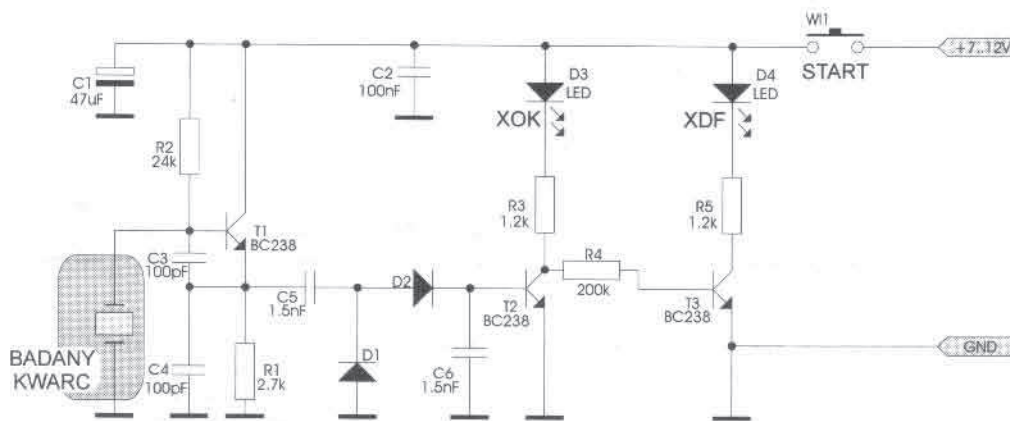 WŁ1
+7..12V
START
C1
47uF
C2
100nF
D3
LED
XOK
D4
LED
XDF
R2
24k
R3
1.2k
R5
1.2k
T1
BC238
C3
100pF
R4
200k
C5
1.5nF
D2
T2
BC238
T3
BC238
BADANY
KWARC
C4
100pF
R1
2.7k
D1
C6
1.5nF
GND